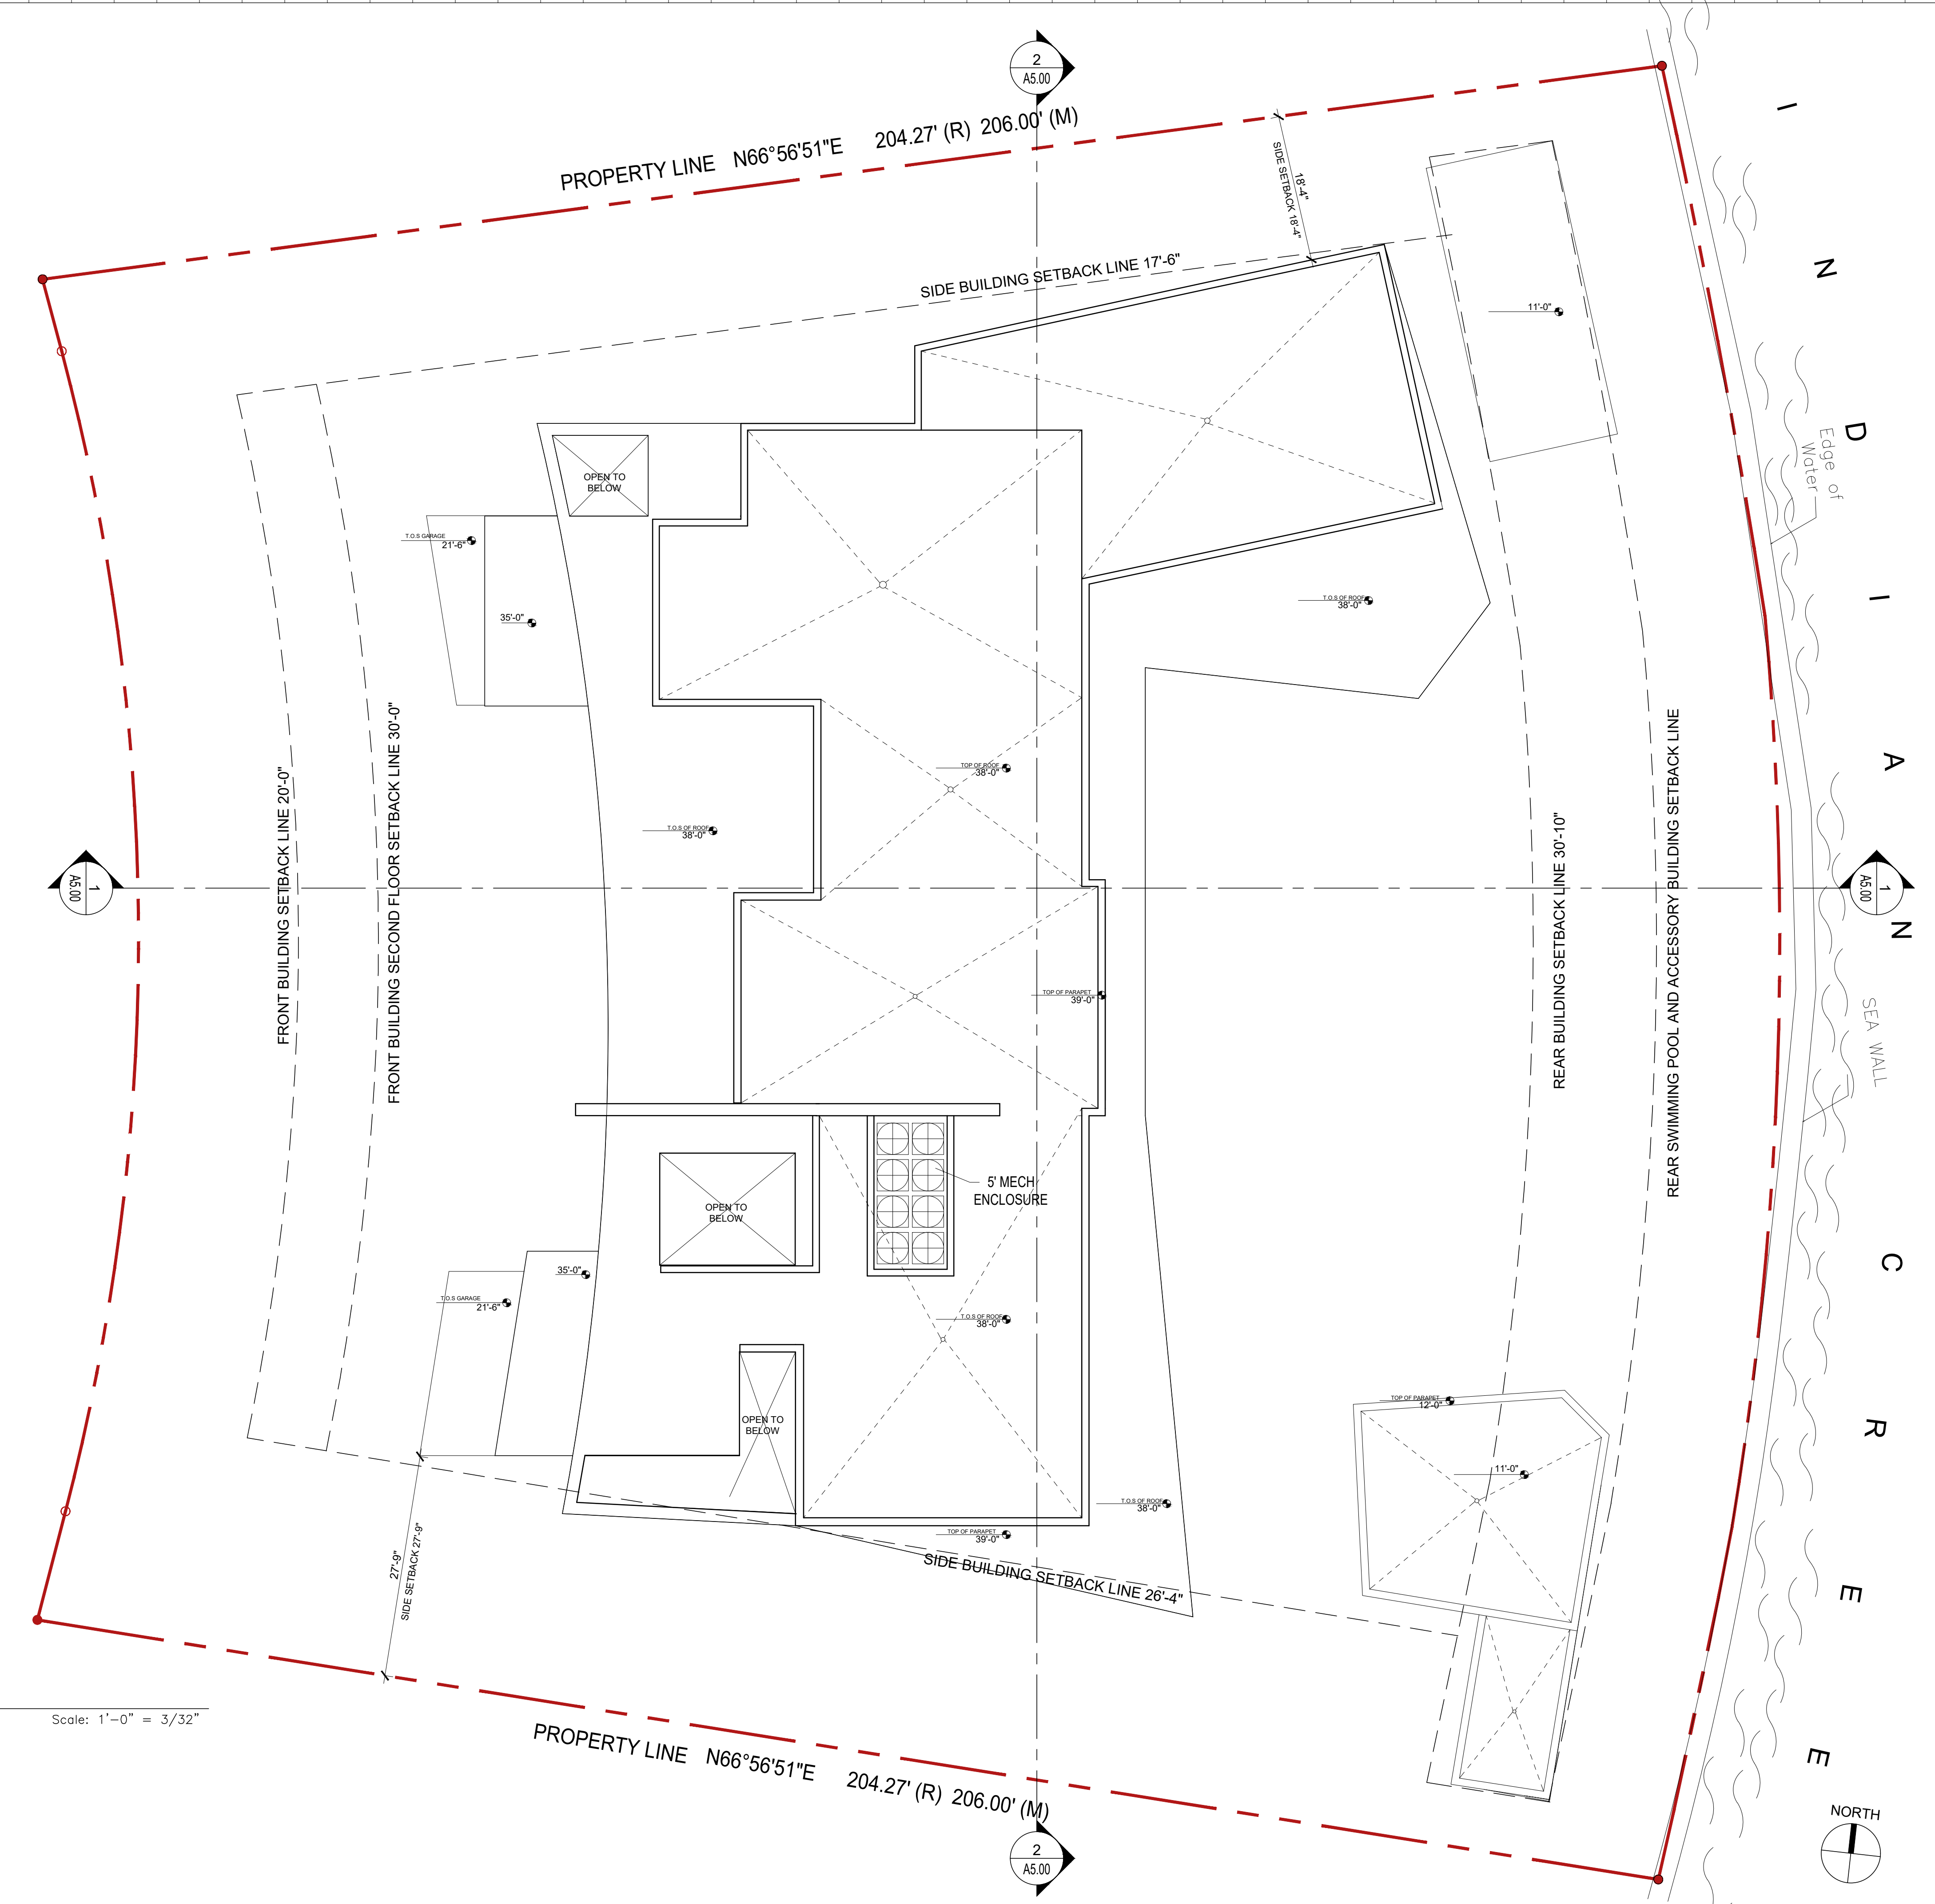 2
A5.00
PROPERTY LINE N66°56'51"E 204.27' (R) 206.00' (M)
18'-4"
SIDE SETBACK 18'-4"
SIDE BUILDING SETBACK LINE 17'-6"
11'-0"
INDIAN CREEK
Edge of
Water
OPEN TO
BELOW
T.O.S GARAGE
21'-6"
35'-0"
T.O.S OF ROOF
38'-0"
TOP OF ROOF
38'-0"
T.O.S OF ROOF
38'-0"
FRONT BUILDING SETBACK LINE 20'-0"
FRONT BUILDING SECOND FLOOR SETBACK LINE 30'-0"
REAR BUILDING SETBACK LINE 30'-10"
REAR SWIMMING POOL AND ACCESSORY BUILDING SETBACK LINE
1
A5.00
1
A5.00
TOP OF PARAPET
39'-0"
SEA WALL
5' MECH
ENCLOSURE
OPEN TO
BELOW
35'-0"
T.O.S GARAGE
21'-6"
T.O.S OF ROOF
38'-0"
TOP OF PARAPET
12'-0"
OPEN TO
BELOW
11'-0"
T.O.S OF ROOF
38'-0"
TOP OF PARAPET
39'-0"
27'-9"
SIDE SETBACK 27'-9"
SIDE BUILDING SETBACK LINE 26'-4"
Scale: 1'-0" = 3/32"
PROPERTY LINE N66°56'51"E 204.27' (R) 206.00' (M)
2
A5.00
NORTH